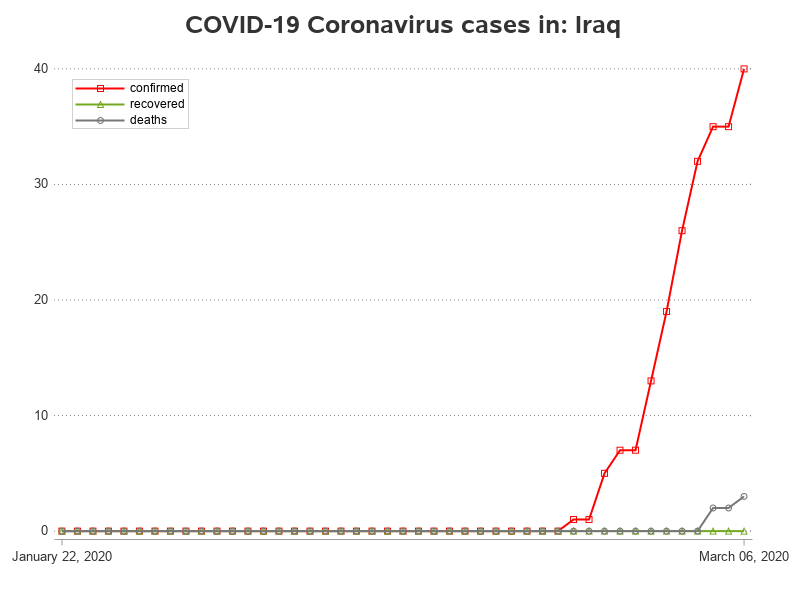 COVID-19 Coronavirus cases in: Iraq
40
confirmed
recovered
deaths
30
20
10
0
January 22, 2020
March 06, 2020